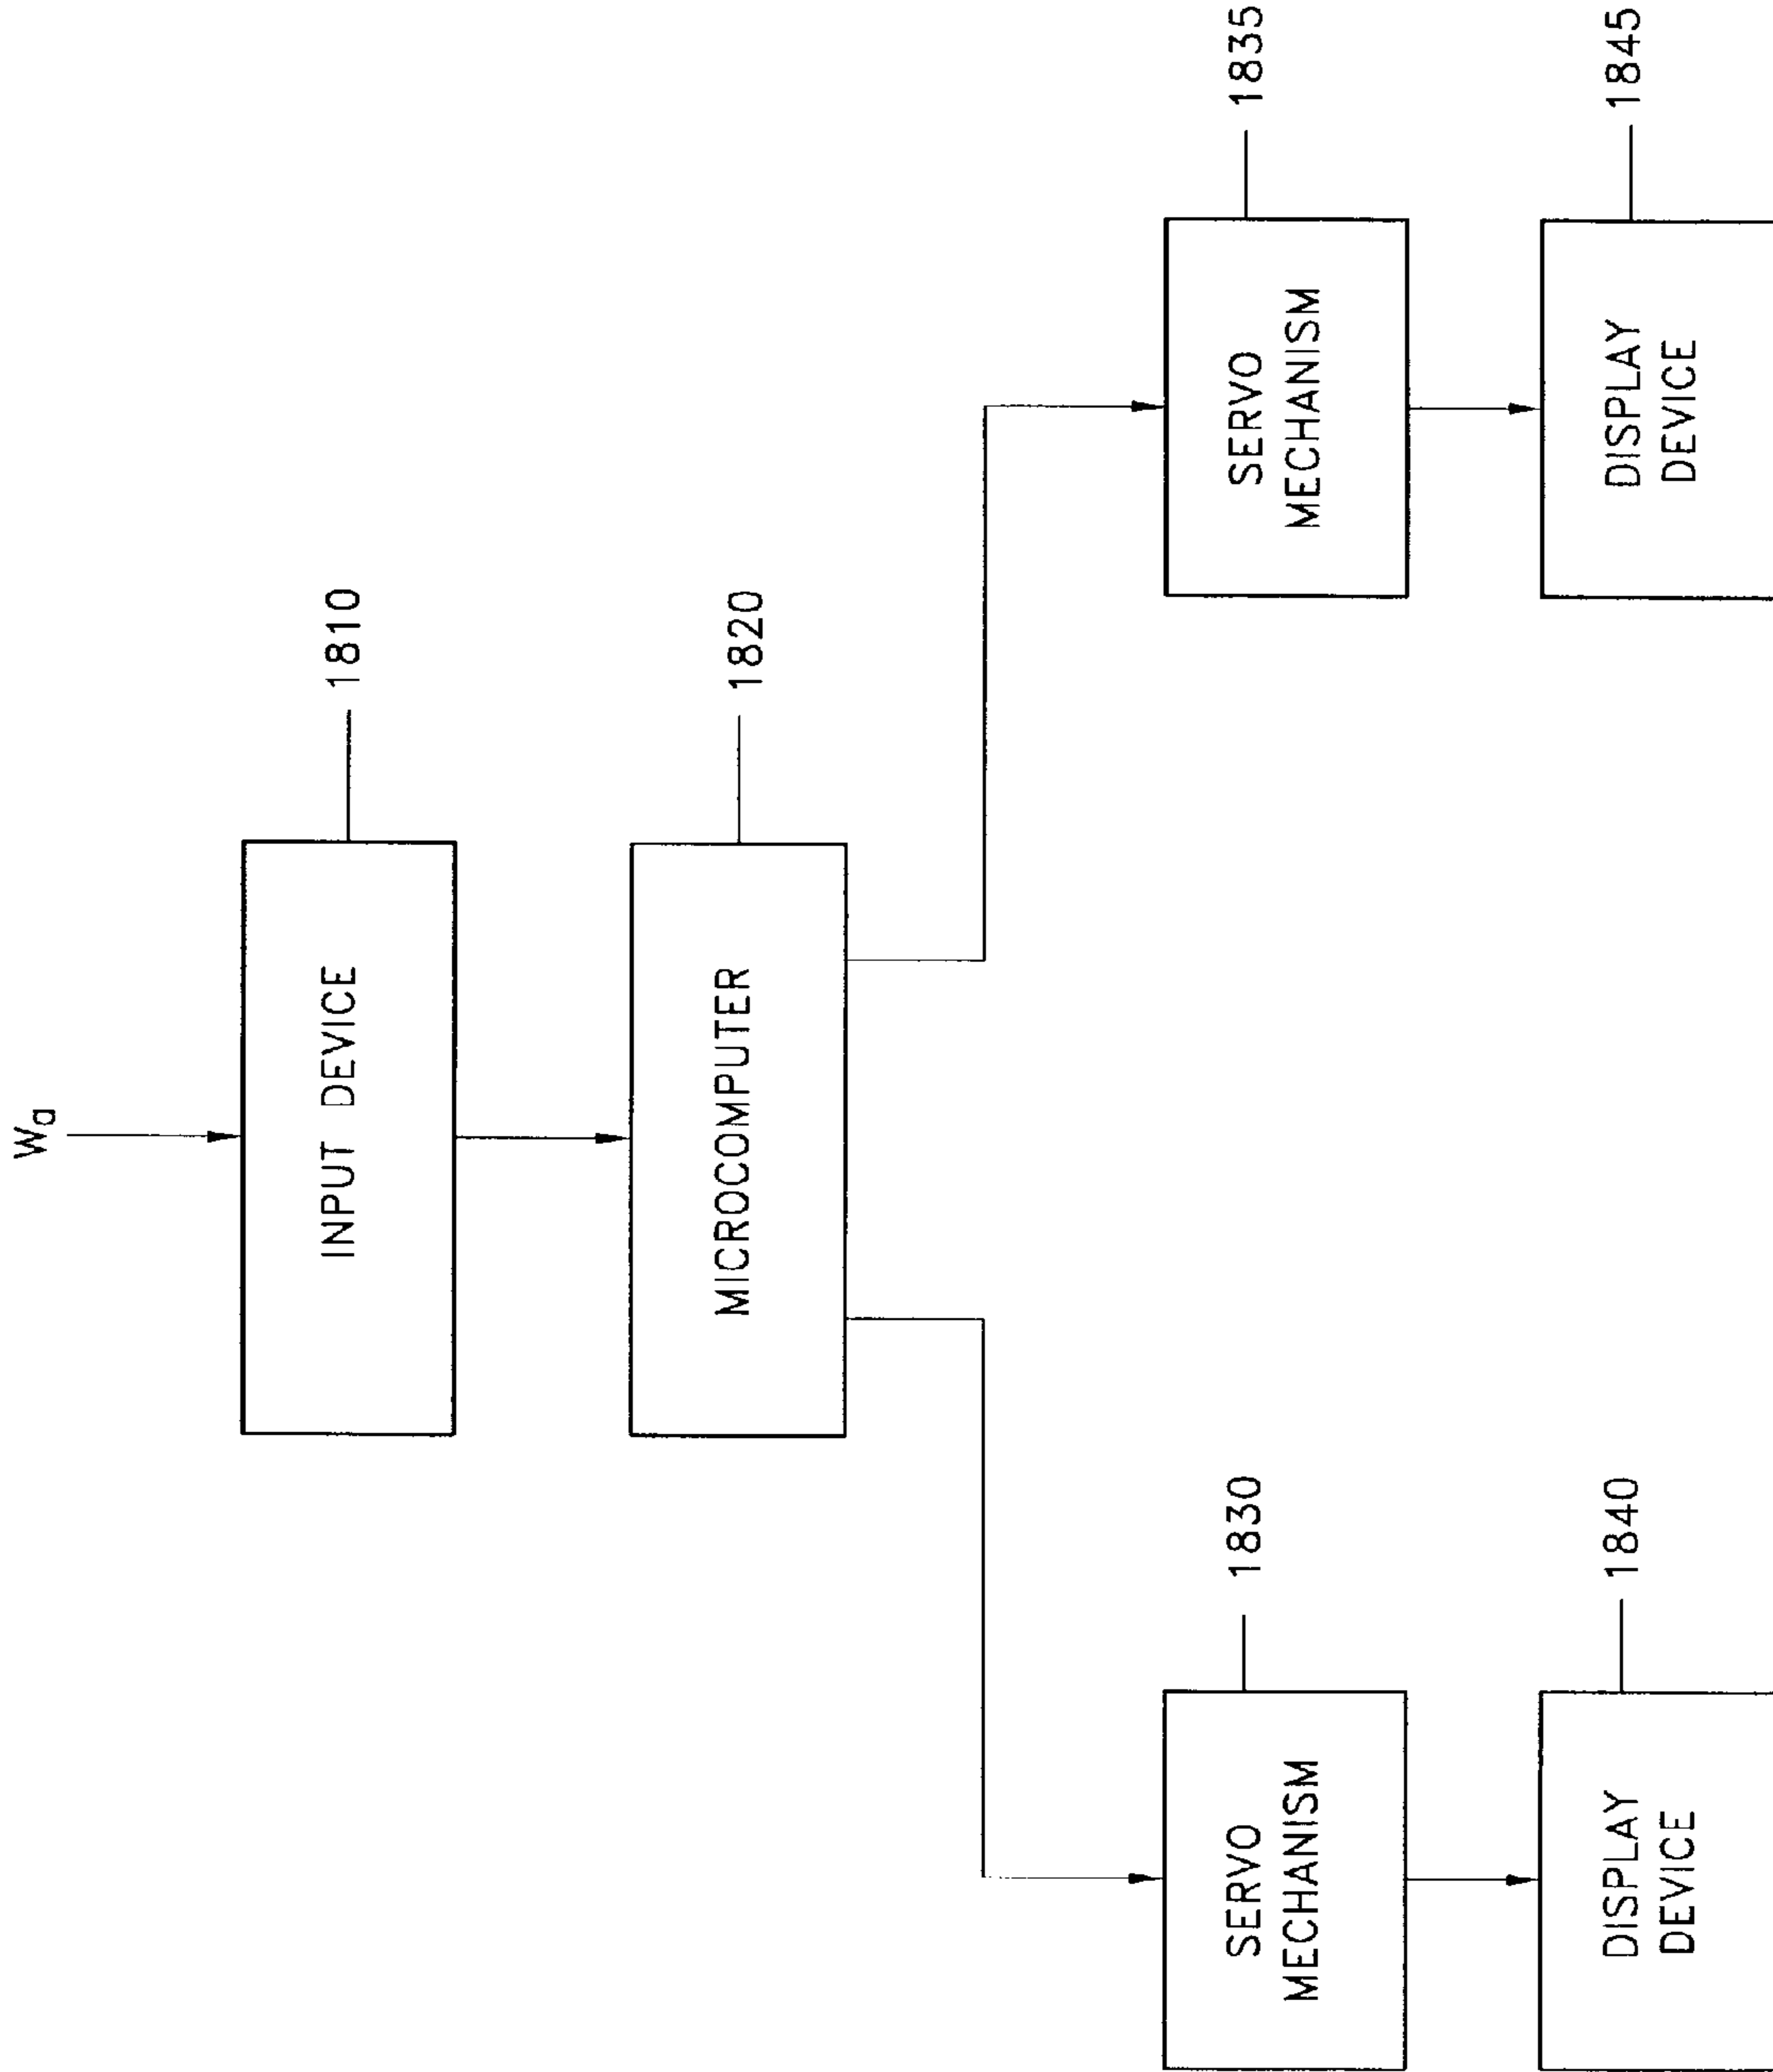 Wa
INPUT DEVICE
1810
MICROCOMPUTER
1820
SERVO
MECHANISM
1830
SERVO
MECHANISM
1835
DISPLAY
DEVICE
1840
DISPLAY
DEVICE
1845